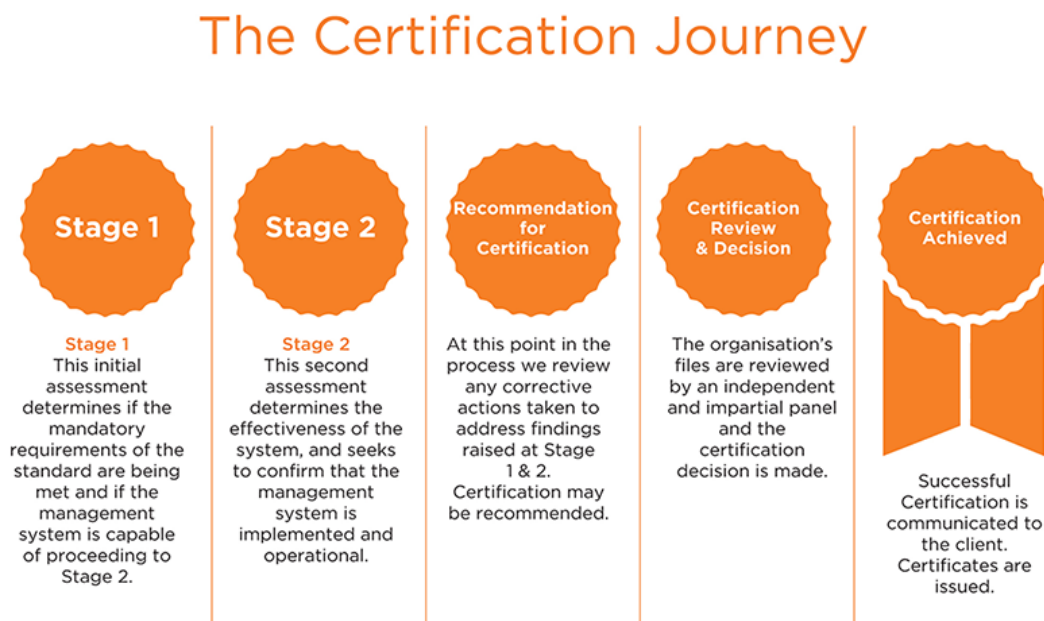 The Certification Journey
Stage 1
Stage 1
This initial
assessment
determines if the
mandatory
requirements of the
standard are being
met and if the
management
system is capable
of proceeding to
Stage 2.
Stage 2
Stage 2
This second
assessment
determines the
effectiveness of the
system, and seeks
to confirm that the
management
system is
implemented and
operational.
Recommendation
for
Certification
At this point in the
process we review
any corrective
actions taken to
address findings
raised at Stage
1 & 2.
Certification may
be recommended.
Certification
Review
& Decision
The organisation’s
files are reviewed
by an independent
and impartial panel
and the
certification
decision is made.
Certification
Achieved
Successful
Certification is
communicated to
the client.
Certificates are
issued.